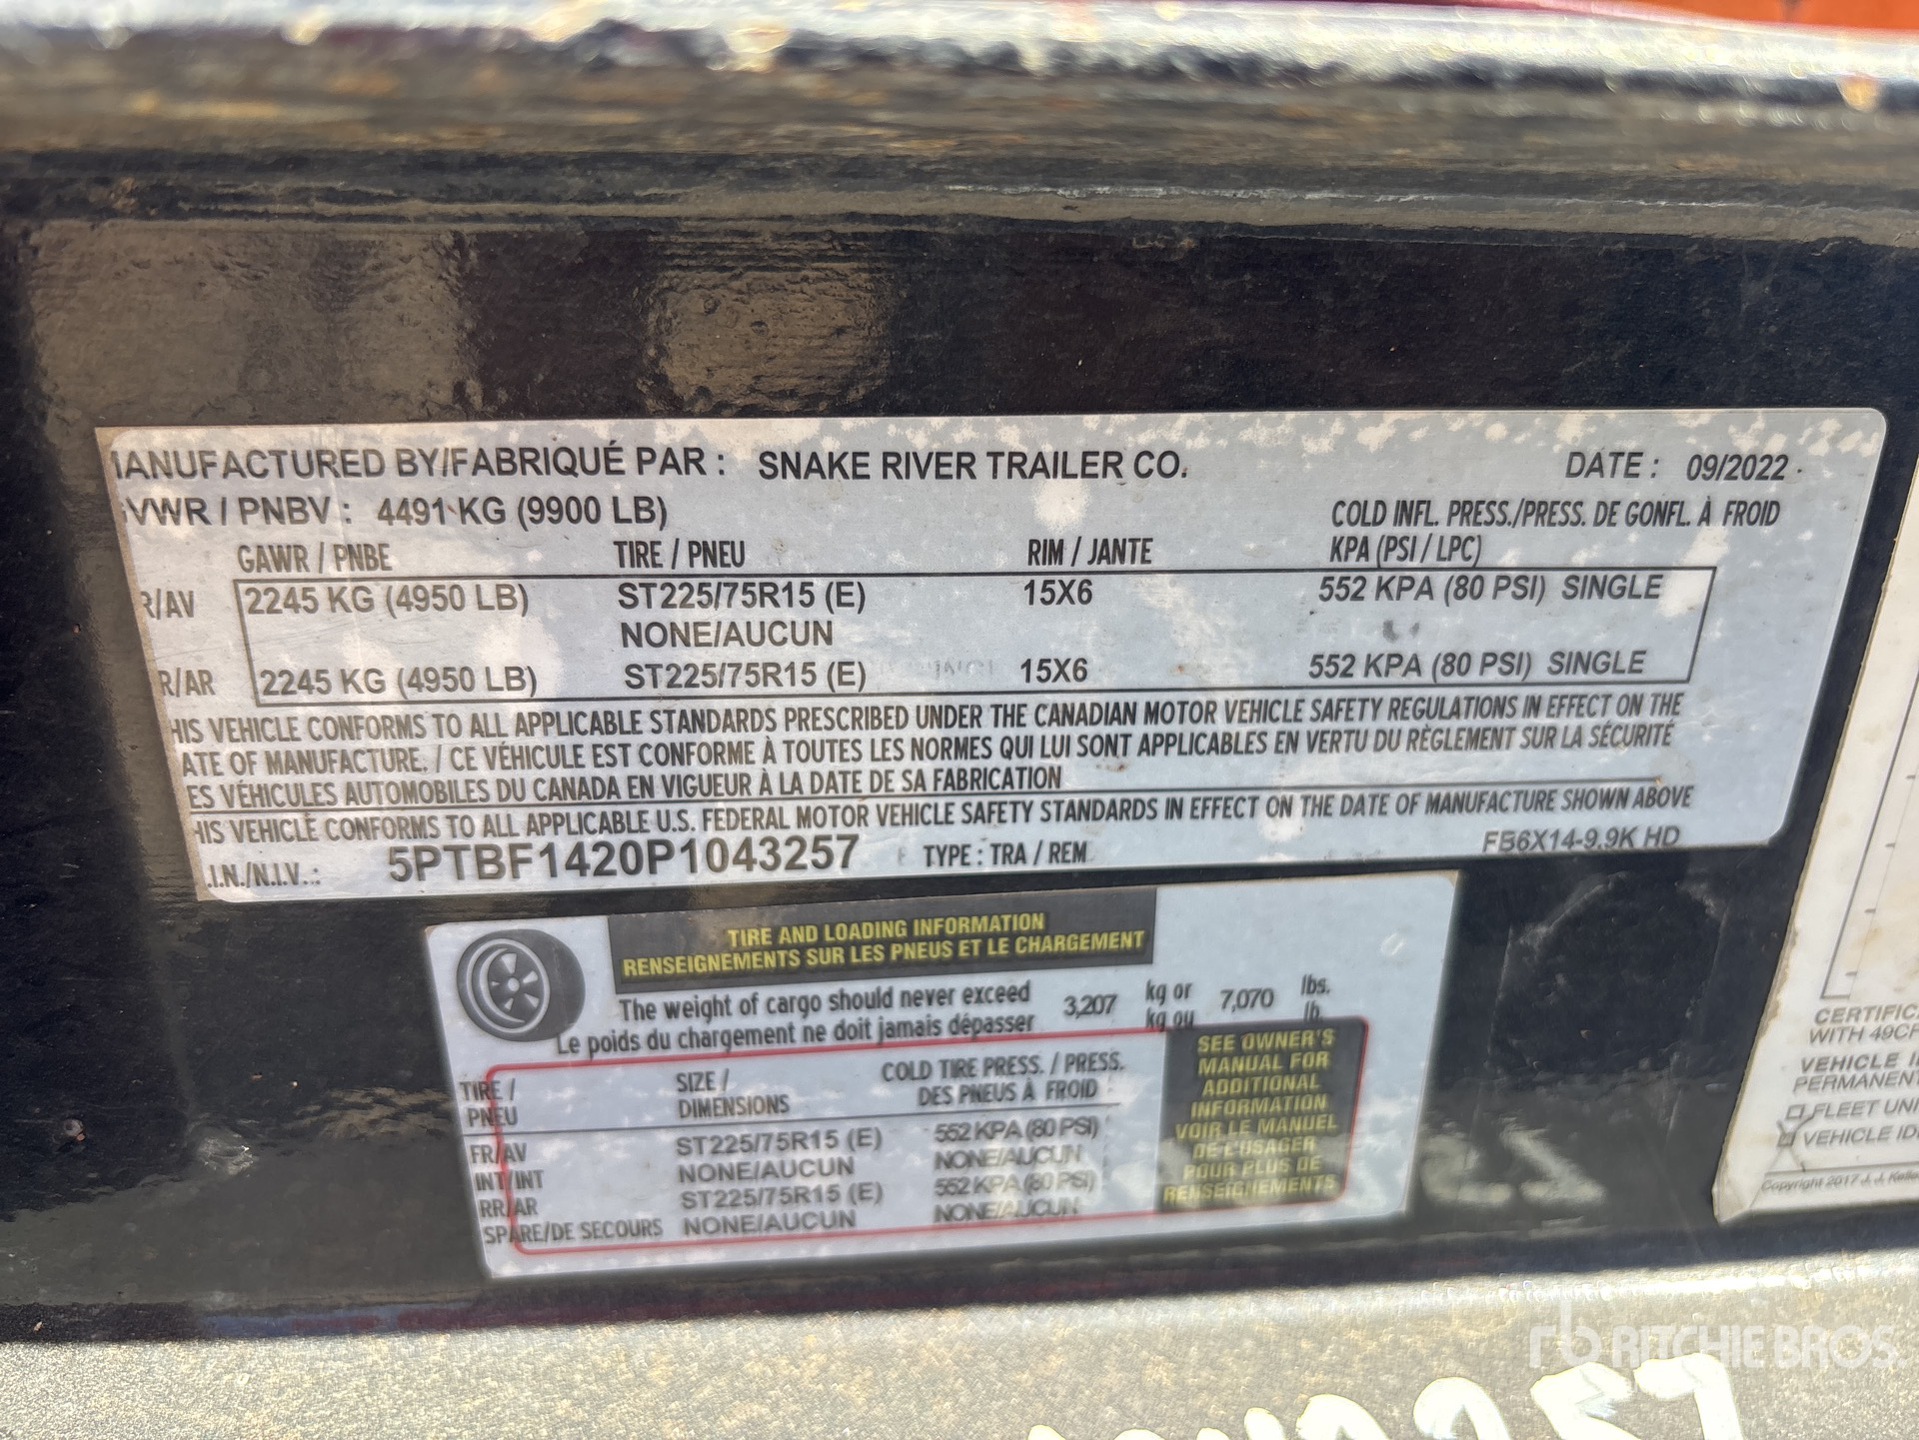 MANUFACTURED BY/FABRIQUÉ PAR : SNAKE RIVER TRAILER CO. DATE : 09/2022
VWR / PNBV : 4491 KG (9900 LB) COLD INFL. PRESS./PRESS. DE GONFL. À FROID
GAWR / PNBE TIRE / PNEU RIM / JANTE KPA (PSI / LPC)
R/AV 2245 KG (4950 LB) ST225/75R15 (E) 15X6 552 KPA (80 PSI) SINGLE
NONE/AUCUN
R/AR 2245 KG (4950 LB) ST225/75R15 (E) 15X6 552 KPA (80 PSI) SINGLE
HIS VEHICLE CONFORMS TO ALL APPLICABLE STANDARDS PRESCRIBED UNDER THE CANADIAN MOTOR VEHICLE SAFETY REGULATIONS IN EFFECT ON THE
ATE OF MANUFACTURE. / CE VÉHICULE EST CONFORME À TOUTES LES NORMES QUI LUI SONT APPLICABLES EN VERTU DU RÈGLEMENT SUR LA SÉCURITÉ
ES VÉHICULES AUTOMOBILES DU CANADA EN VIGUEUR À LA DATE DE SA FABRICATION
HIS VEHICLE CONFORMS TO ALL APPLICABLE U.S. FEDERAL MOTOR VEHICLE SAFETY STANDARDS IN EFFECT ON THE DATE OF MANUFACTURE SHOWN ABOVE
.I.N./N.I.V.: 5PTBF1420P1043257 TYPE : TRA / REM FB6X14-9.9K HD
TIRE AND LOADING INFORMATION
RENSEIGNEMENTS SUR LES PNEUS ET LE CHARGEMENT
The weight of cargo should never exceed 3,207 kg or 7,070 lbs.
Le poids du chargement ne doit jamais dépasser kg ou lb.
TIRE / PNEU
SIZE / DIMENSIONS
COLD TIRE PRESS. / PRESS. DES PNEUS À FROID
FR/AV ST225/75R15 (E) 552 KPA (80 PSI)
INT/INT NONE/AUCUN NONE/AUCUN
RR/AR ST225/75R15 (E) 552 KPA (80 PSI)
SPARE/DE SECOURS NONE/AUCUN NONE/AUCUN
SEE OWNER'S
MANUAL FOR
ADDITIONAL
INFORMATION
VOIR LE MANUEL
DE L'USAGER
POUR PLUS DE
RENSEIGNEMENTS
CERTIFIC
WITH 49CF
VEHICLE I
PERMANENT
FLEET UNI
VEHICLE ID
Copyright 2017 J. J. Kelle
rb RITCHIE BROS.